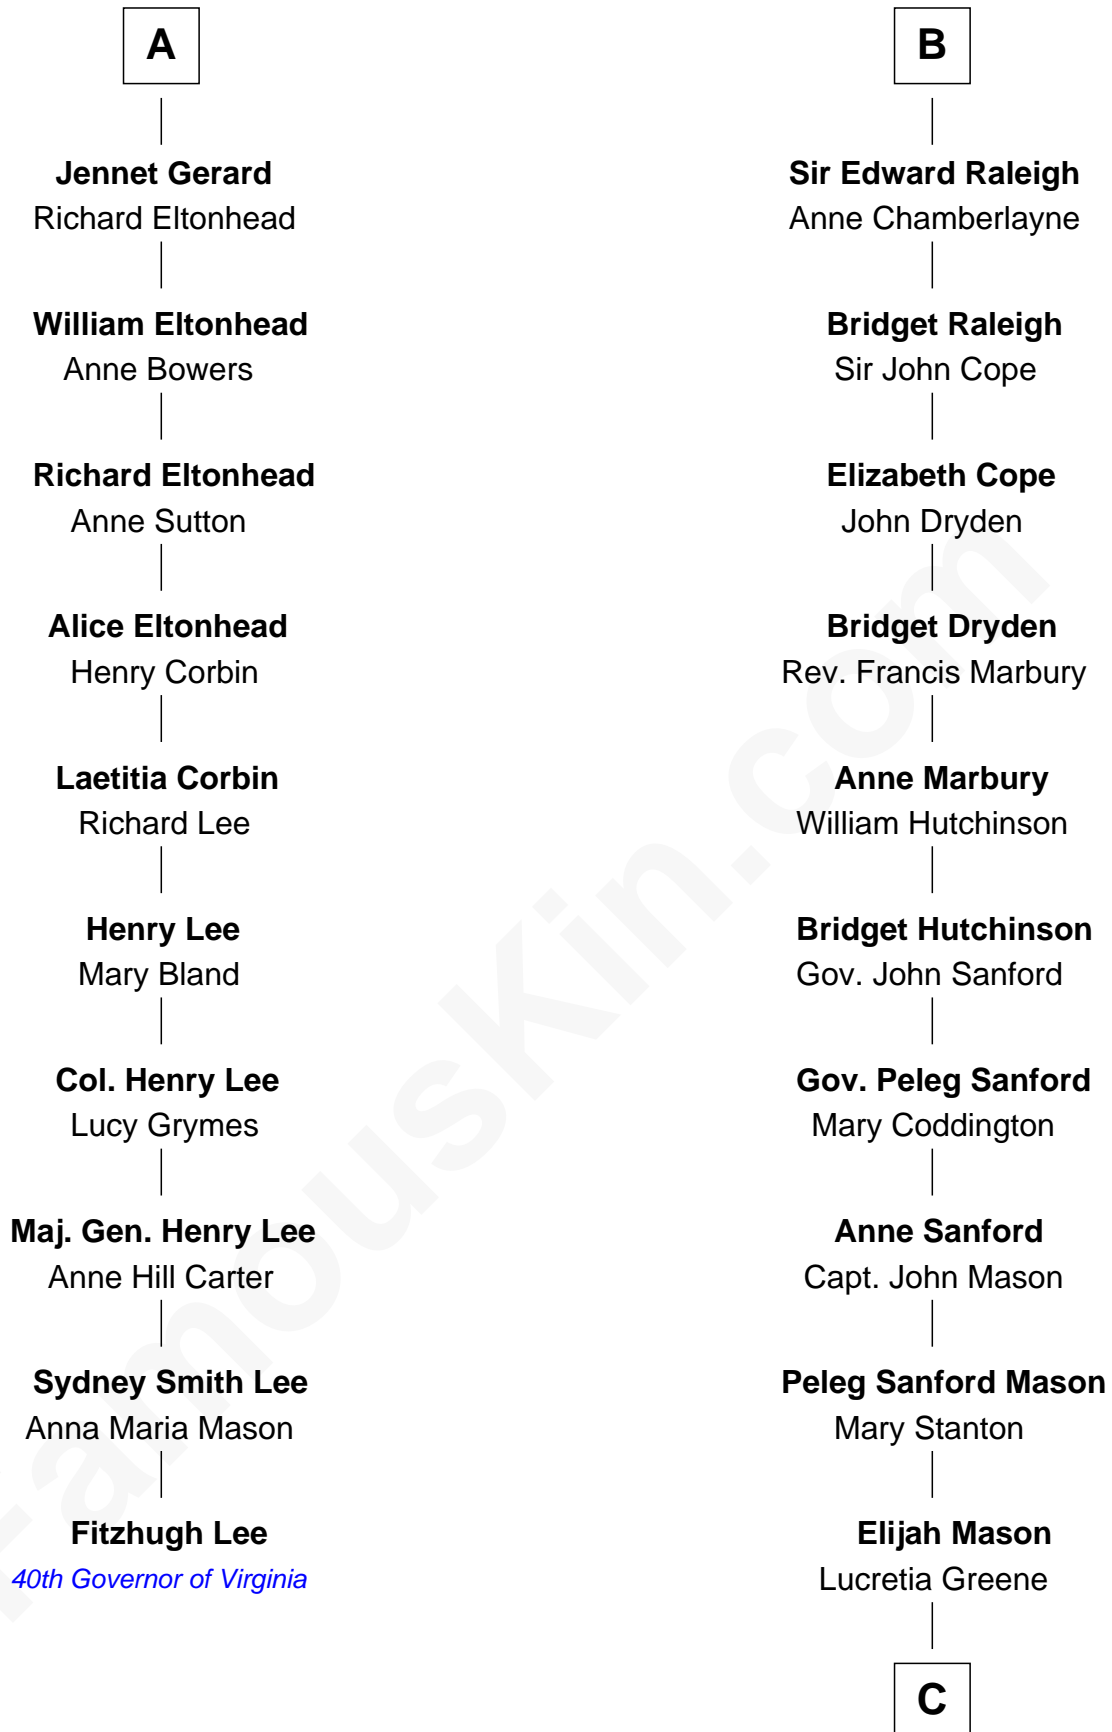 A
Jennet Gerard
Richard Eltonhead
William Eltonhead
Anne Bowers
Richard Eltonhead
Anne Sutton
Alice Eltonhead
Henry Corbin
Laetitia Corbin
Richard Lee
Henry Lee
Mary Bland
Col. Henry Lee
Lucy Grymes
Maj. Gen. Henry Lee
Anne Hill Carter
Sydney Smith Lee
Anna Maria Mason
Fitzhugh Lee
40th Governor of Virginia
B
Sir Edward Raleigh
Anne Chamberlayne
Bridget Raleigh
Sir John Cope
Elizabeth Cope
John Dryden
Bridget Dryden
Rev. Francis Marbury
Anne Marbury
William Hutchinson
Bridget Hutchinson
Gov. John Sanford
Gov. Peleg Sanford
Mary Coddington
Anne Sanford
Capt. John Mason
Peleg Sanford Mason
Mary Stanton
Elijah Mason
Lucretia Greene
C
FamousKin.com